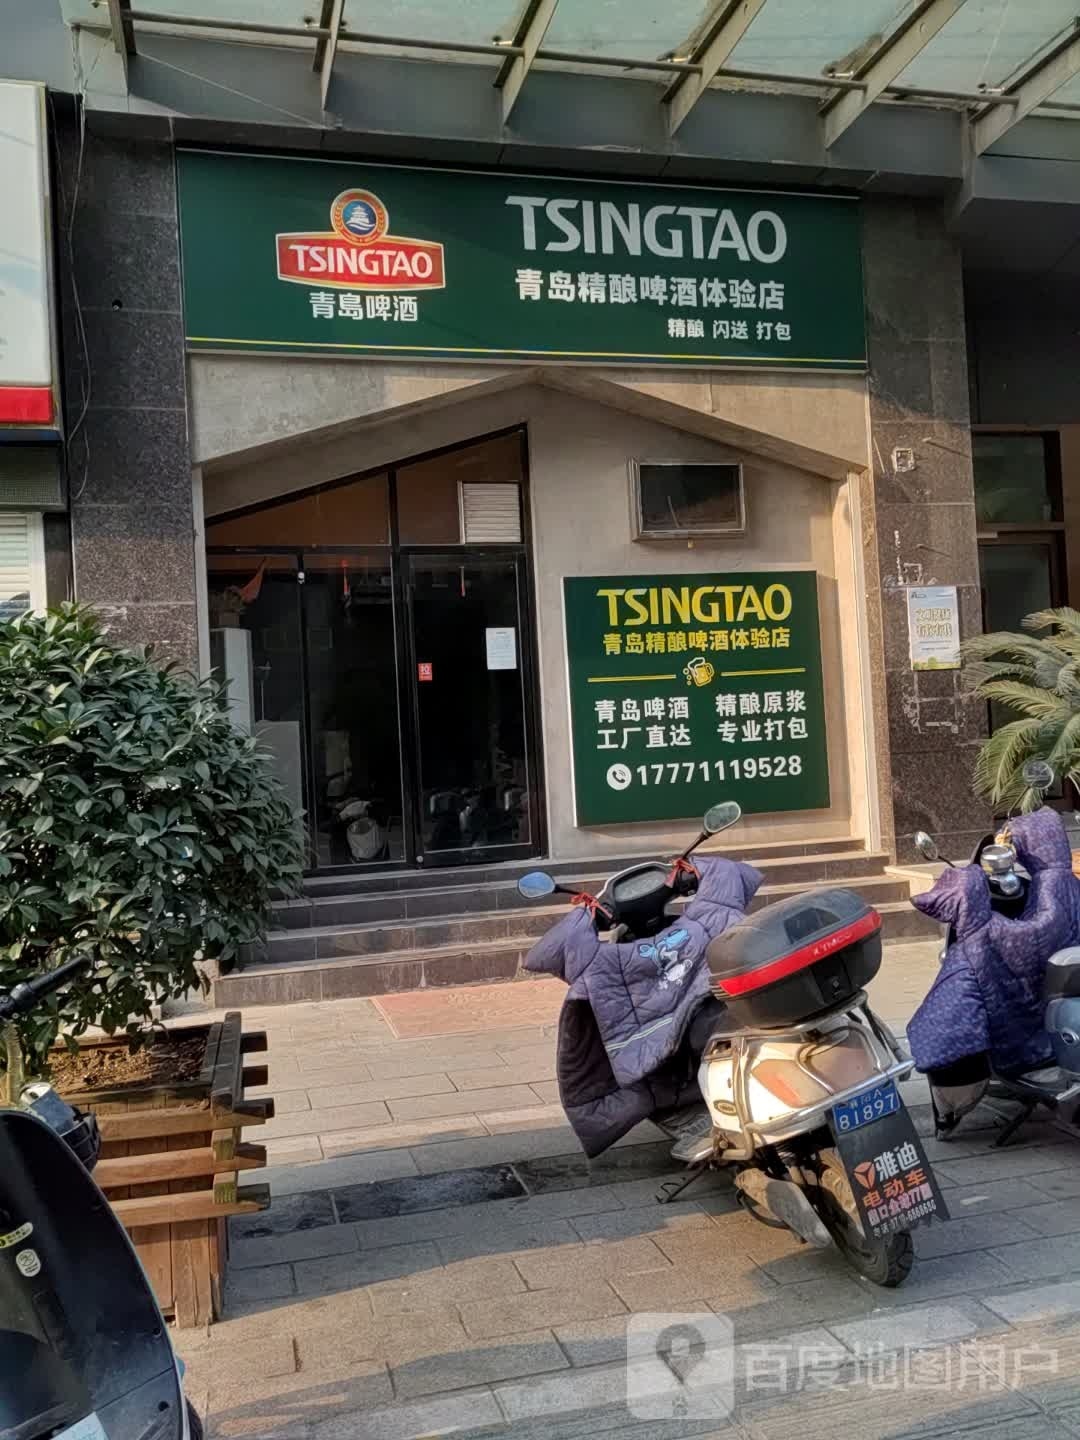 TSINGTAO
青島啤酒
TSINGTAO
青岛精酿啤酒体验店
精酿 闪送 打包
TSINGTAO
青岛精酿啤酒体验店
青岛啤酒 精酿原浆
工厂直达 专业打包
17771119528
拉
81897
雅迪
电动车
百度地图用户